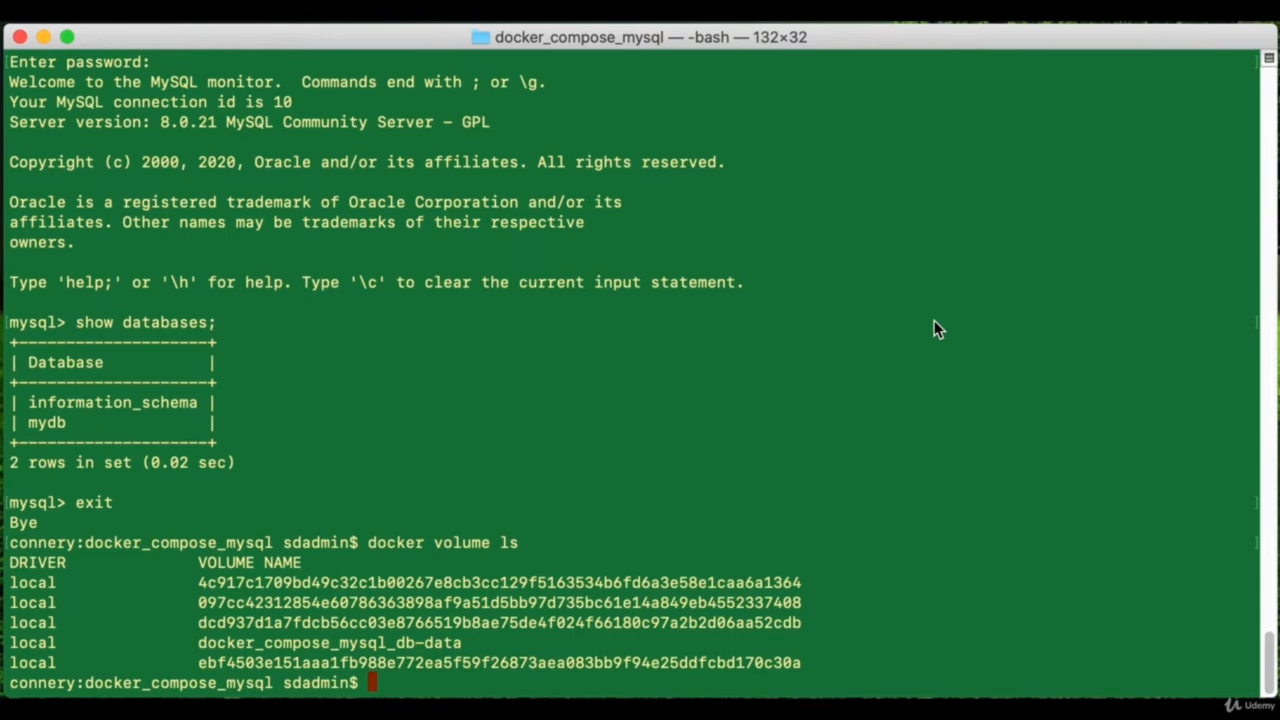 docker_compose_mysql — -bash — 132×32
Enter password:
Welcome to the MySQL monitor.  Commands end with ; or \g.
Your MySQL connection id is 10
Server version: 8.0.21 MySQL Community Server - GPL
Copyright (c) 2000, 2020, Oracle and/or its affiliates. All rights reserved.
Oracle is a registered trademark of Oracle Corporation and/or its
affiliates. Other names may be trademarks of their respective
owners.
Type 'help;' or '\h' for help. Type '\c' to clear the current input statement.
mysql> show databases;
+--------------------+
| Database           |
+--------------------+
| information_schema |
| mydb               |
+--------------------+
2 rows in set (0.02 sec)
mysql> exit
Bye
connery:docker_compose_mysql sdadmin$ docker volume ls
DRIVER              VOLUME NAME
local               4c917c1709bd49c32c1b00267e8cb3cc129f5163534b6fd6a3e58e1caa6a1364
local               097cc42312854e60786363898af9a51d5bb97d735bc61e14a849eb4552337408
local               dcd937d1a7fdcb56cc03e8766519b8ae75de4f024f66180c97a2b2d06aa52cdb
local               docker_compose_mysql_db-data
local               ebf4503e151aaa1fb988e772ea5f59f26873aea083bb9f94e25ddfcbd170c30a
connery:docker_compose_mysql sdadmin$
Udemy